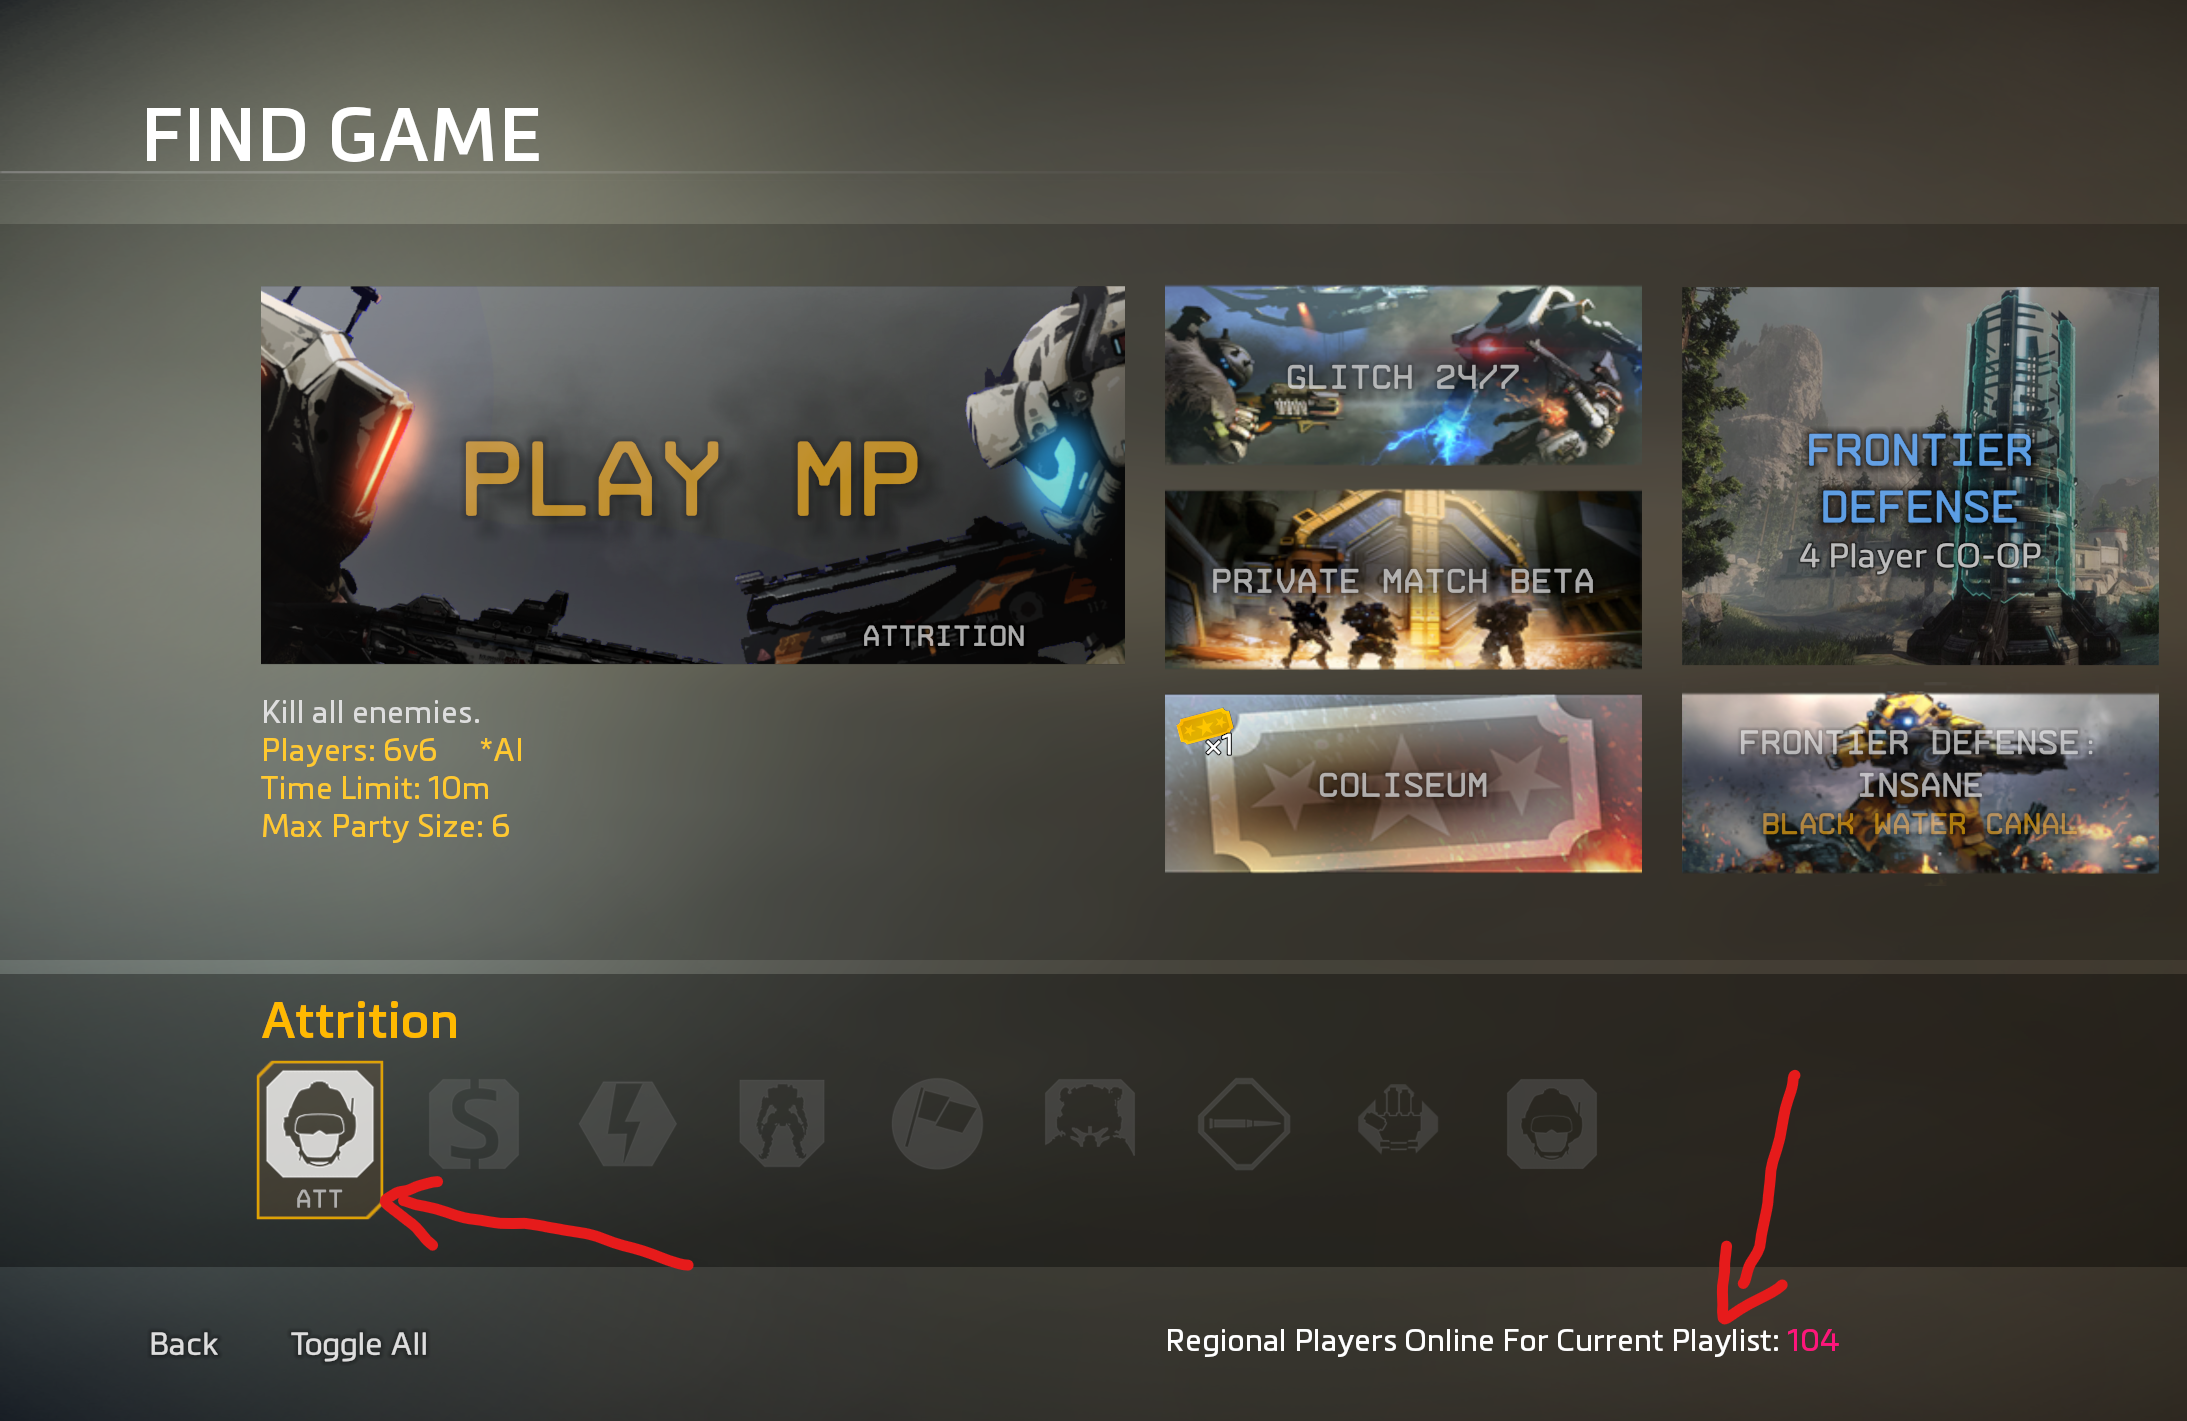 FIND GAME
PLAY MP
ATTRITION
Kill all enemies.
Players: 6v6 *AI
Time Limit: 10m
Max Party Size: 6
GLITCH 24/7
PRIVATE MATCH BETA
×1
COLISEUM
FRONTIER
DEFENSE
4 Player CO-OP
FRONTIER DEFENSE:
INSANE
BLACK WATER CANAL
Attrition
ATT
Back
Toggle All
Regional Players Online For Current Playlist: 104